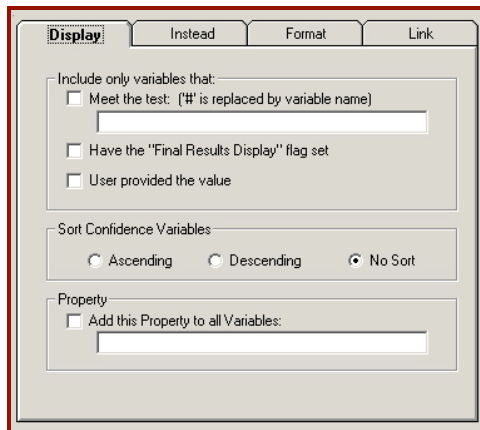 Display Instead Format Link
Include only variables that:
Meet the test: ('#' is replaced by variable name)
Have the "Final Results Display" flag set
User provided the value
Sort Confidence Variables
Ascending Descending No Sort
Property
Add this Property to all Variables: